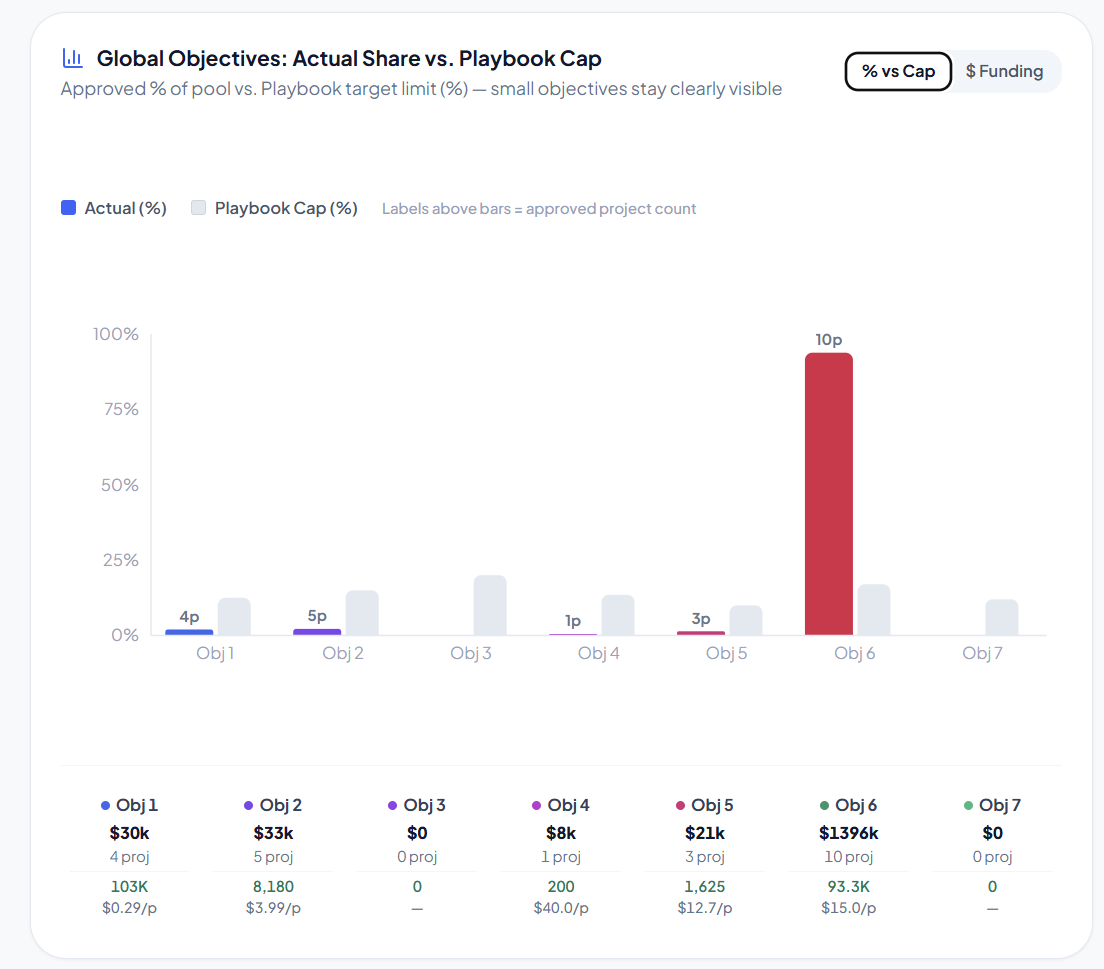 Global Objectives: Actual Share vs. Playbook Cap
% vs Cap $ Funding
Approved % of pool vs. Playbook target limit (%) — small objectives stay clearly visible
Actual (%) Playbook Cap (%) Labels above bars = approved project count
100%
75%
50%
25%
0%
4p 5p 1p 3p 10p
Obj 1 Obj 2 Obj 3 Obj 4 Obj 5 Obj 6 Obj 7
Obj 1 Obj 2 Obj 3 Obj 4 Obj 5 Obj 6 Obj 7
$30k $33k $0 $8k $21k $1396k $0
4 proj 5 proj 0 proj 1 proj 3 proj 10 proj 0 proj
103K 8,180 0 200 1,625 93.3K 0
$0.29/p $3.99/p — $40.0/p $12.7/p $15.0/p —